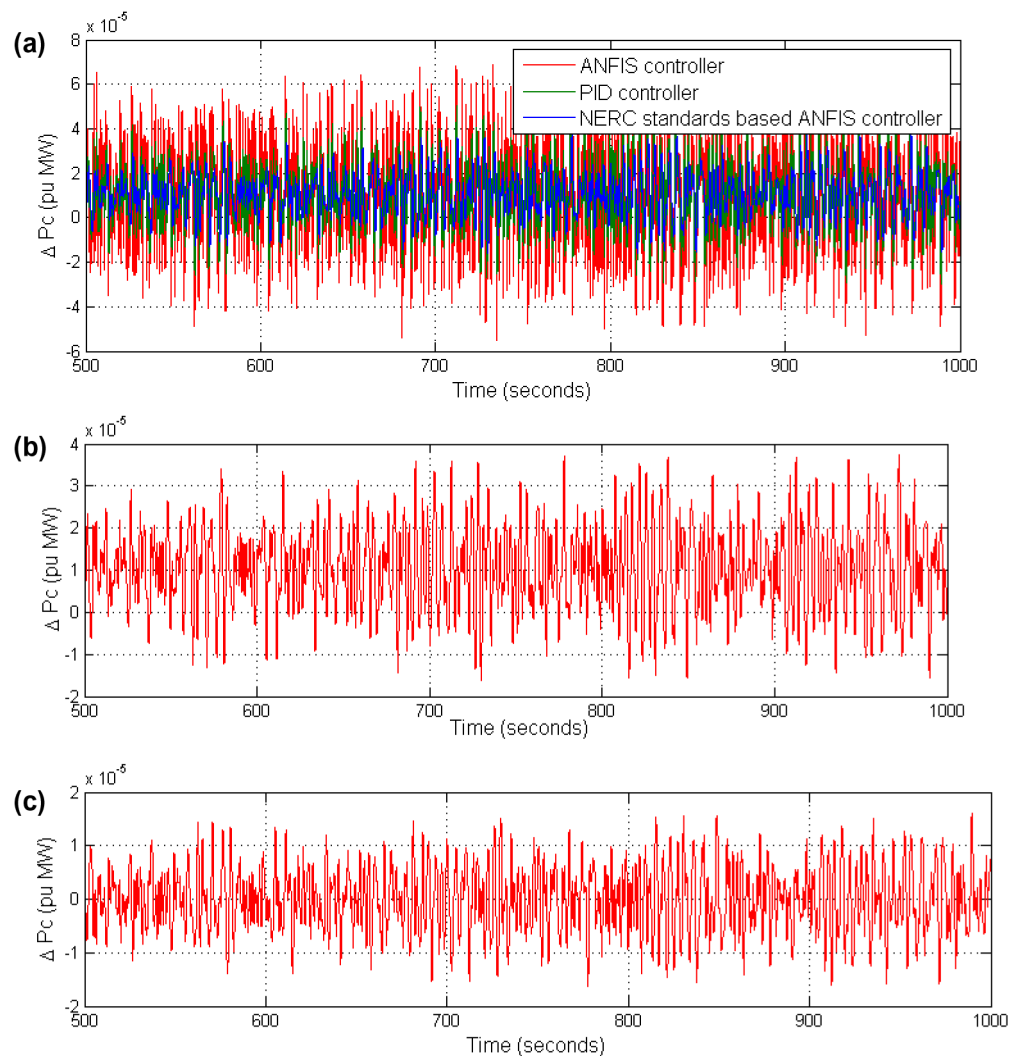 (a)
x 10^-5
8
6
4
2
0
-2
-4
-6
Δ Pc (pu MW)
ANFIS controller
PID controller
NERC standards based ANFIS controller
500 600 700 800 900 1000
Time (seconds)
(b)
x 10^-5
4
3
2
1
0
-1
-2
Δ Pc (pu MW)
500 600 700 800 900 1000
Time (seconds)
(c)
x 10^-5
2
1
0
-1
-2
Δ Pc (pu MW)
500 600 700 800 900 1000
Time (seconds)